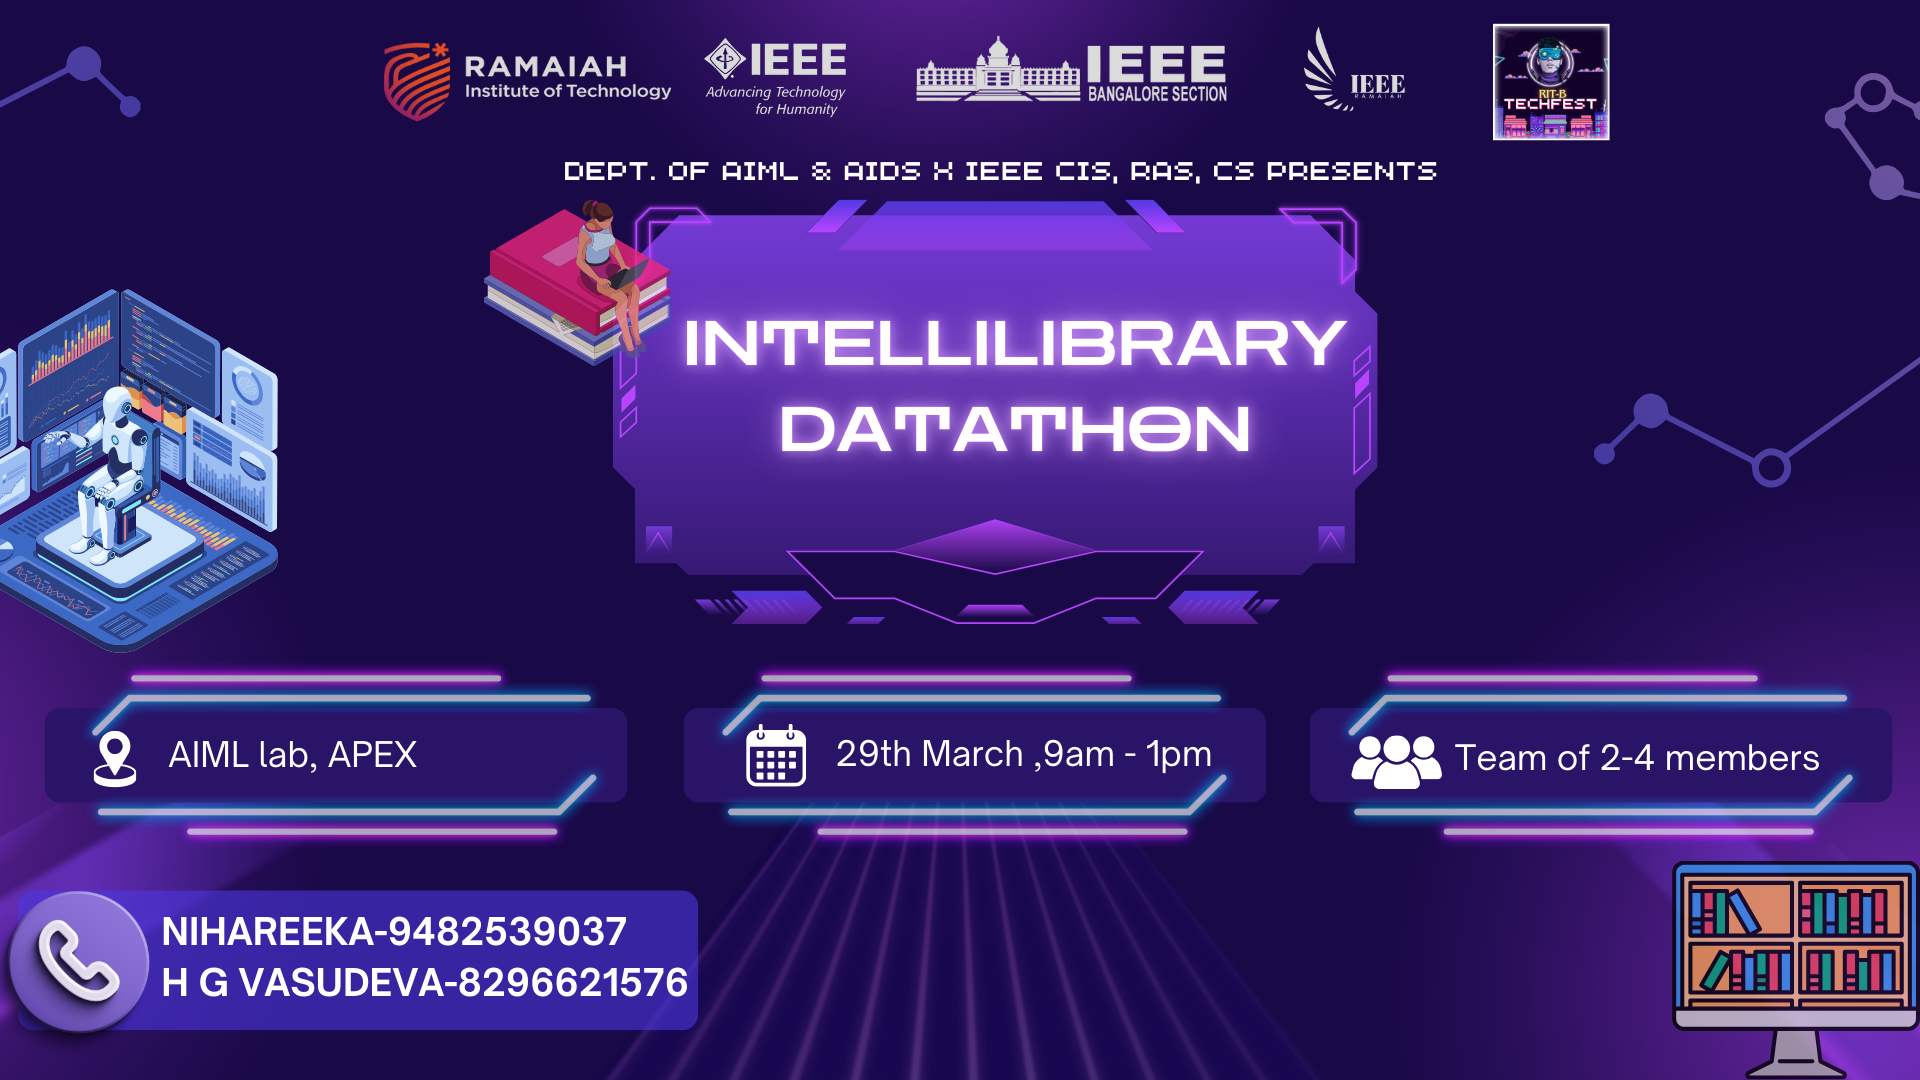 RAMAIAH
Institute of Technology
IEEE
Advancing Technology
for Humanity
IEEE
BANGALORE SECTION
IEEE
RAMAIAH
RIT-B
TECHFEST
DEPT. OF AIML & AIDS X IEEE CIS, RAS, CS PRESENTS
INTELLILIBRARY
DATATHON
AIML lab, APEX
29th March ,9am - 1pm
Team of 2-4 members
NIHAREEKA-9482539037
H G VASUDEVA-8296621576